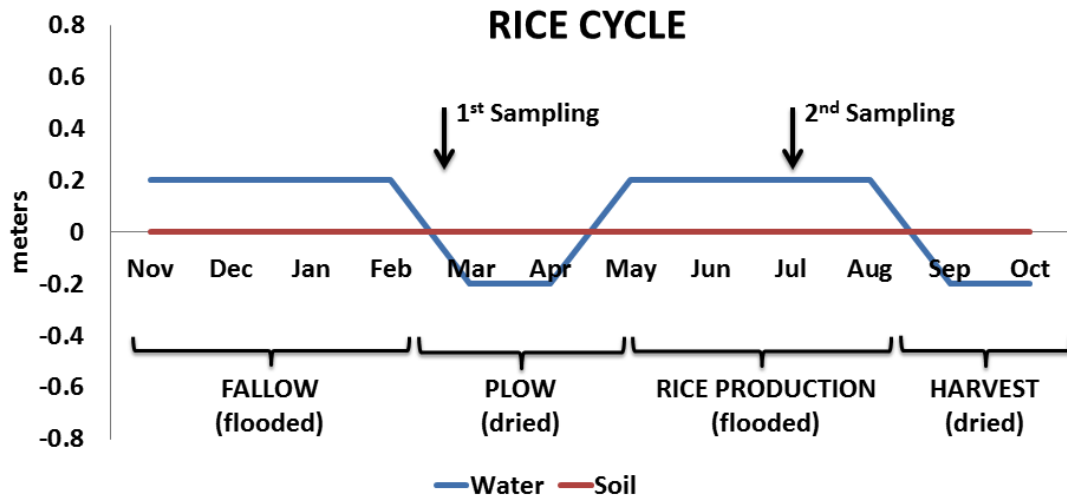 RICE CYCLE
0.8
0.6
0.4
0.2
0
-0.2
-0.4
-0.6
-0.8
meters
1st Sampling
2nd Sampling
Nov Dec Jan Feb Mar Apr May Jun Jul Aug Sep Oct
FALLOW
(flooded)
PLOW
(dried)
RICE PRODUCTION
(flooded)
HARVEST
(dried)
Water Soil